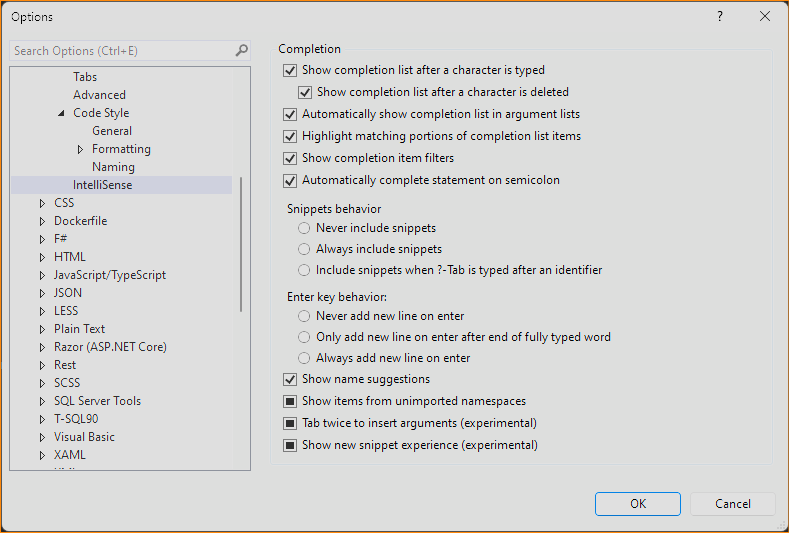 Options
?
Search Options (Ctrl+E)
Tabs
Advanced
Code Style
General
Formatting
Naming
IntelliSense
CSS
Dockerfile
F#
HTML
JavaScript/TypeScript
JSON
LESS
Plain Text
Razor (ASP.NET Core)
Rest
SCSS
SQL Server Tools
T-SQL90
Visual Basic
XAML
Completion
Show completion list after a character is typed
Show completion list after a character is deleted
Automatically show completion list in argument lists
Highlight matching portions of completion list items
Show completion item filters
Automatically complete statement on semicolon
Snippets behavior
Never include snippets
Always include snippets
Include snippets when ?-Tab is typed after an identifier
Enter key behavior:
Never add new line on enter
Only add new line on enter after end of fully typed word
Always add new line on enter
Show name suggestions
Show items from unimported namespaces
Tab twice to insert arguments (experimental)
Show new snippet experience (experimental)
OK
Cancel